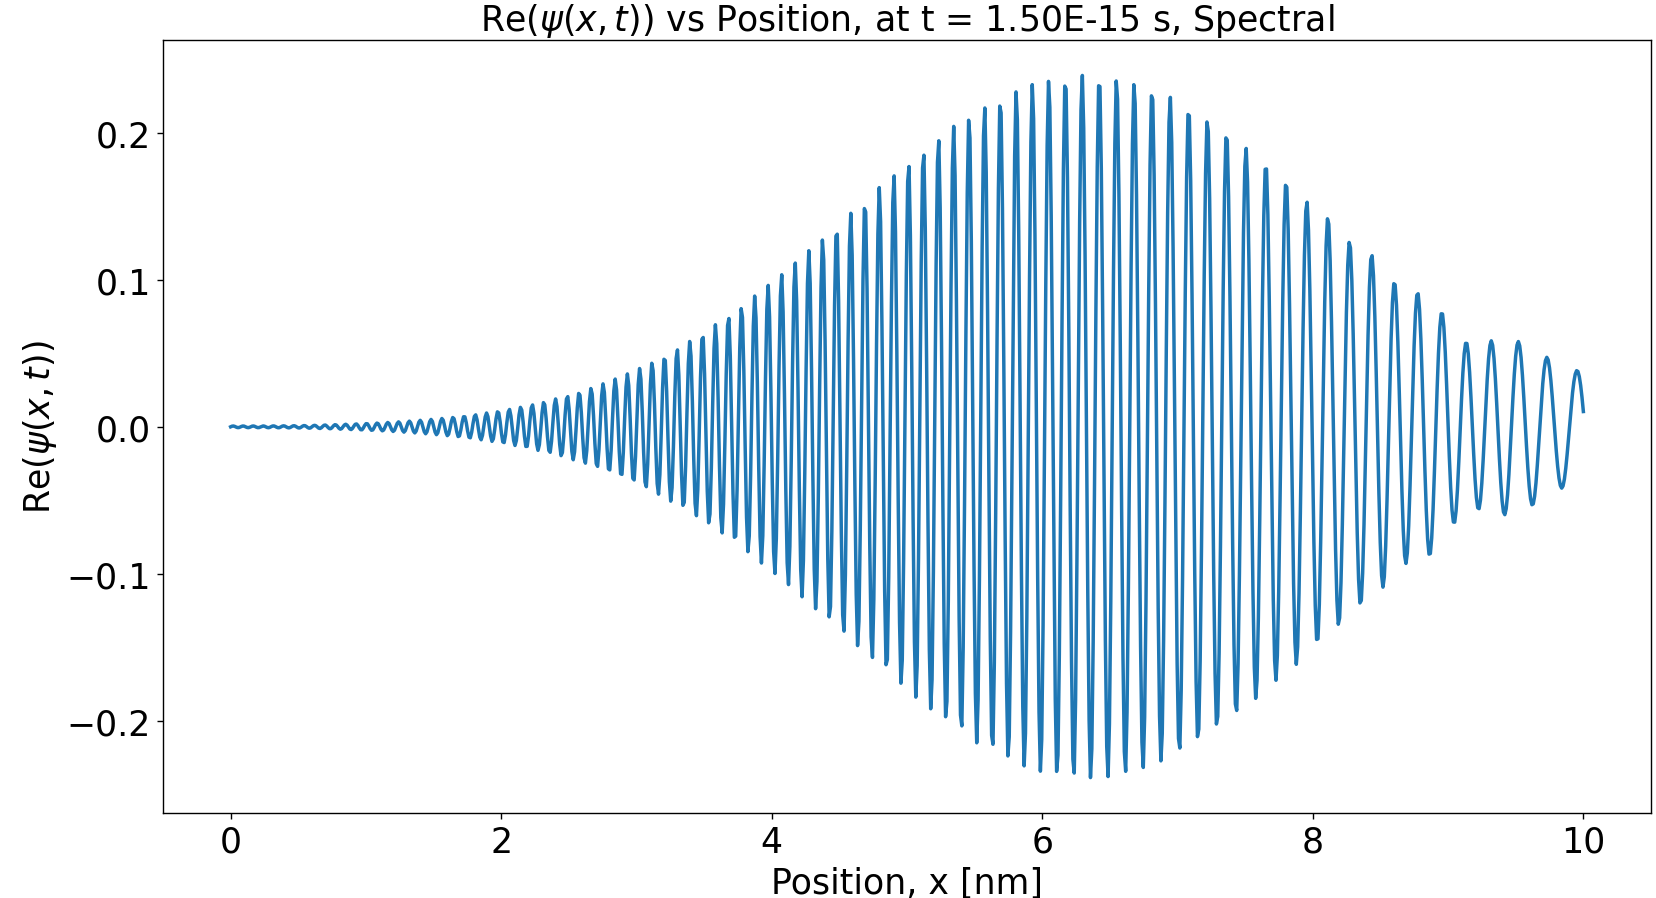 Re(ψ(x, t)) vs Position, at t = 1.50E-15 s, Spectral
Re(ψ(x, t))
0.2
0.1
0.0
−0.1
−0.2
0 2 4 6 8 10
Position, x [nm]